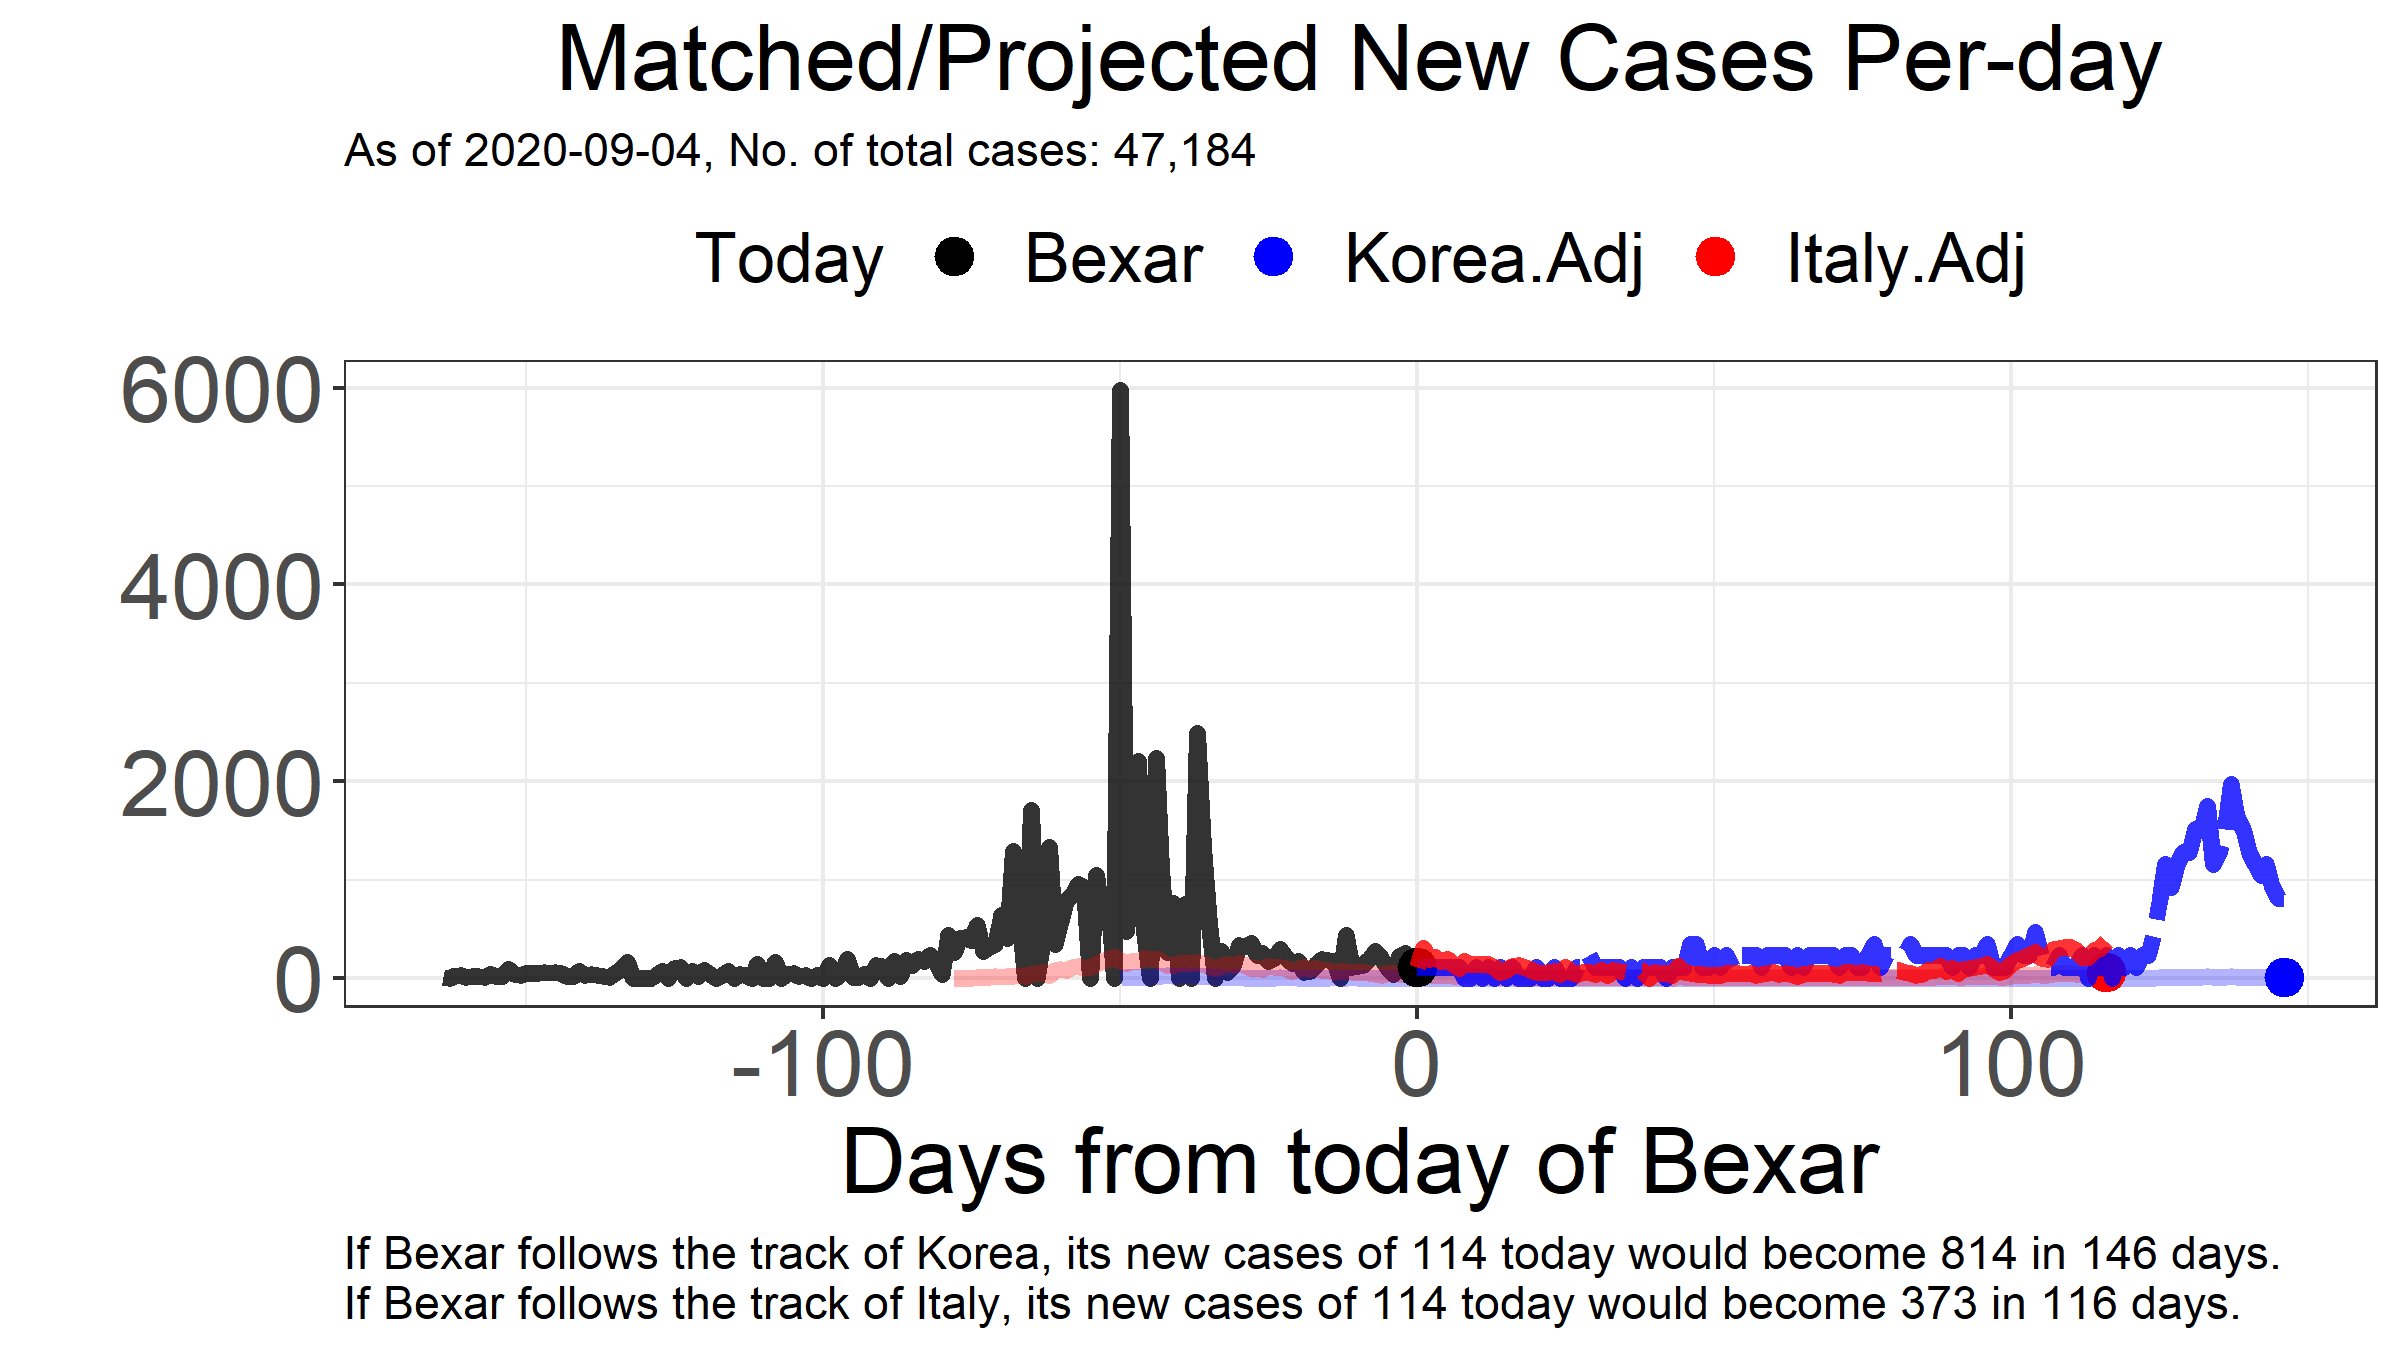 Matched/Projected New Cases Per-day
As of 2020-09-04, No. of total cases: 47,184
Today Bexar Korea.Adj Italy.Adj
6000
4000
2000
0
-100 0 100
Days from today of Bexar
If Bexar follows the track of Korea, its new cases of 114 today would become 814 in 146 days.
If Bexar follows the track of Italy, its new cases of 114 today would become 373 in 116 days.